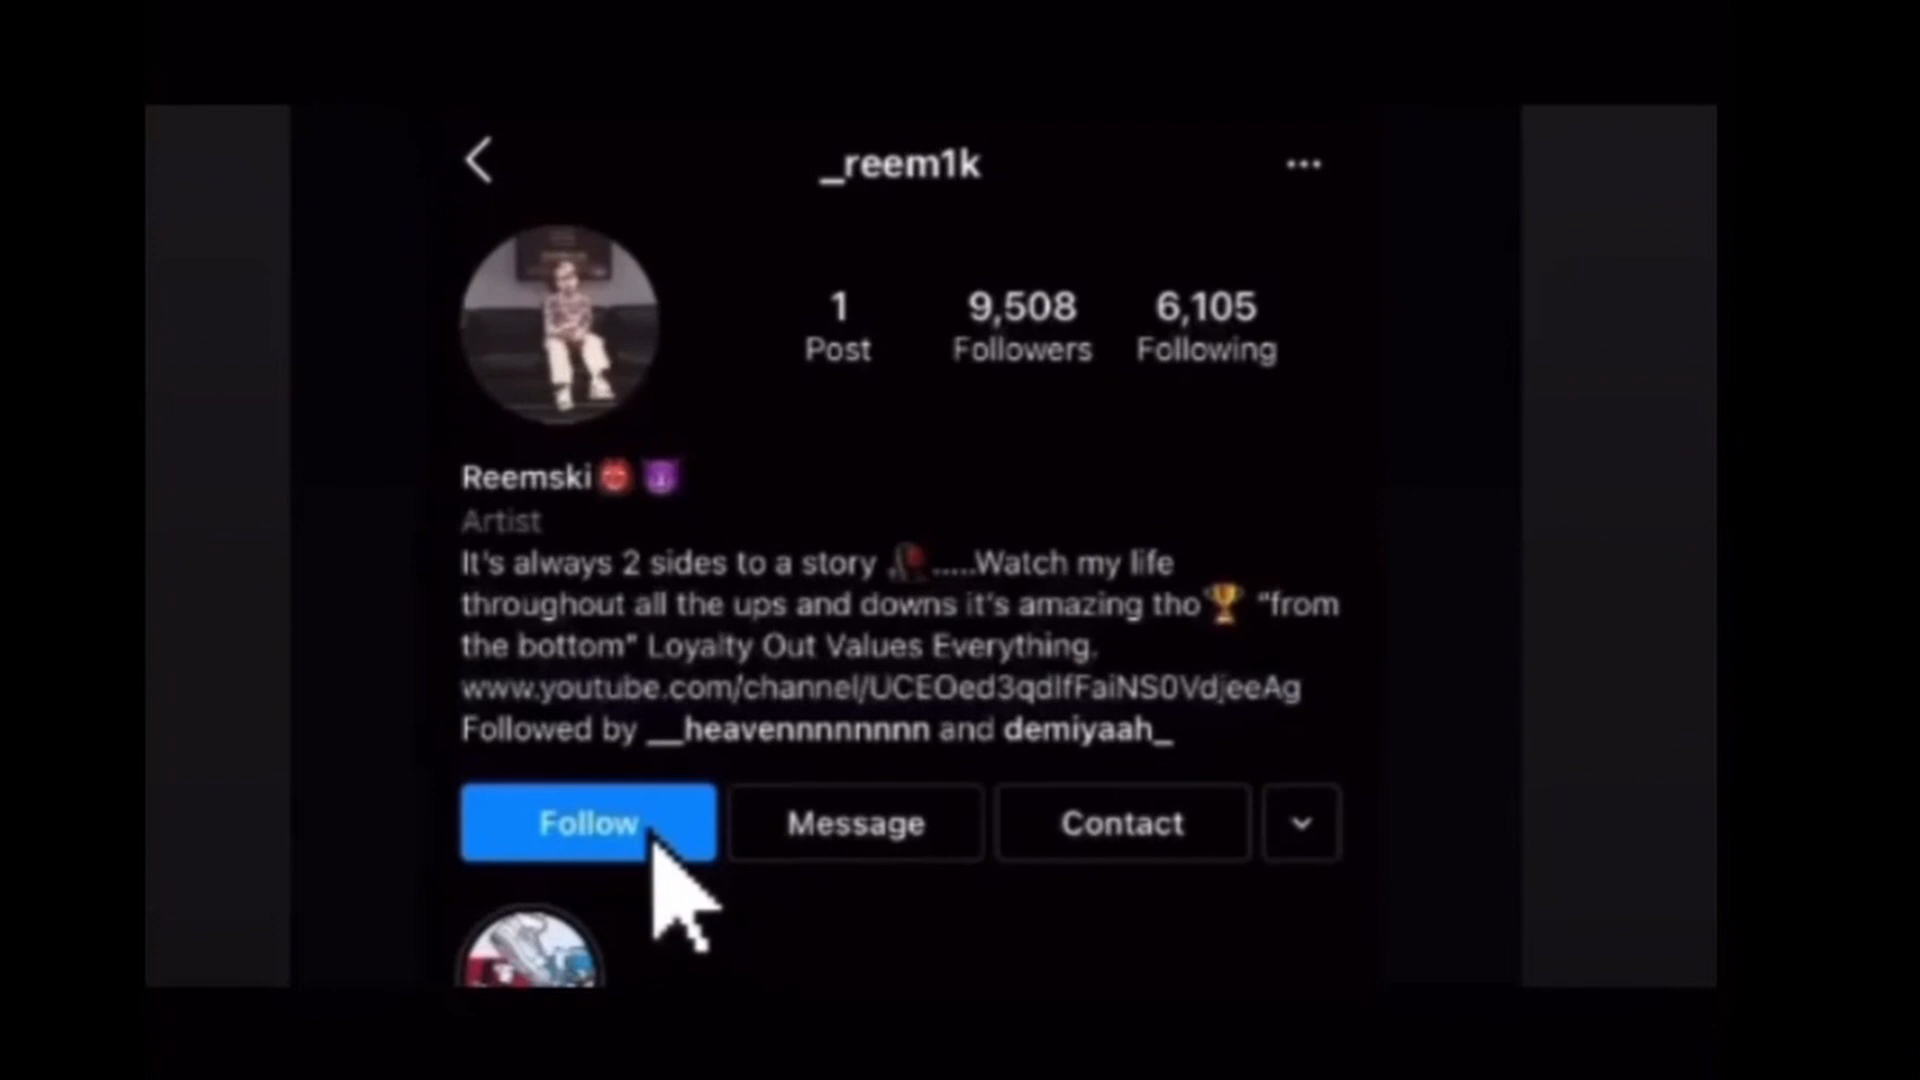 _reem1k
1
Post
9,508
Followers
6,105
Following
Reemski
Artist
It's always 2 sides to a story 🥀.....Watch my life
throughout all the ups and downs it's amazing tho🏆 "from
the bottom" Loyalty Out Values Everything.
www.youtube.com/channel/UCEOed3qdlfFaiNS0VdjeeAg
Followed by __heavennnnnnnn and demiyaah_
Follow
Message
Contact